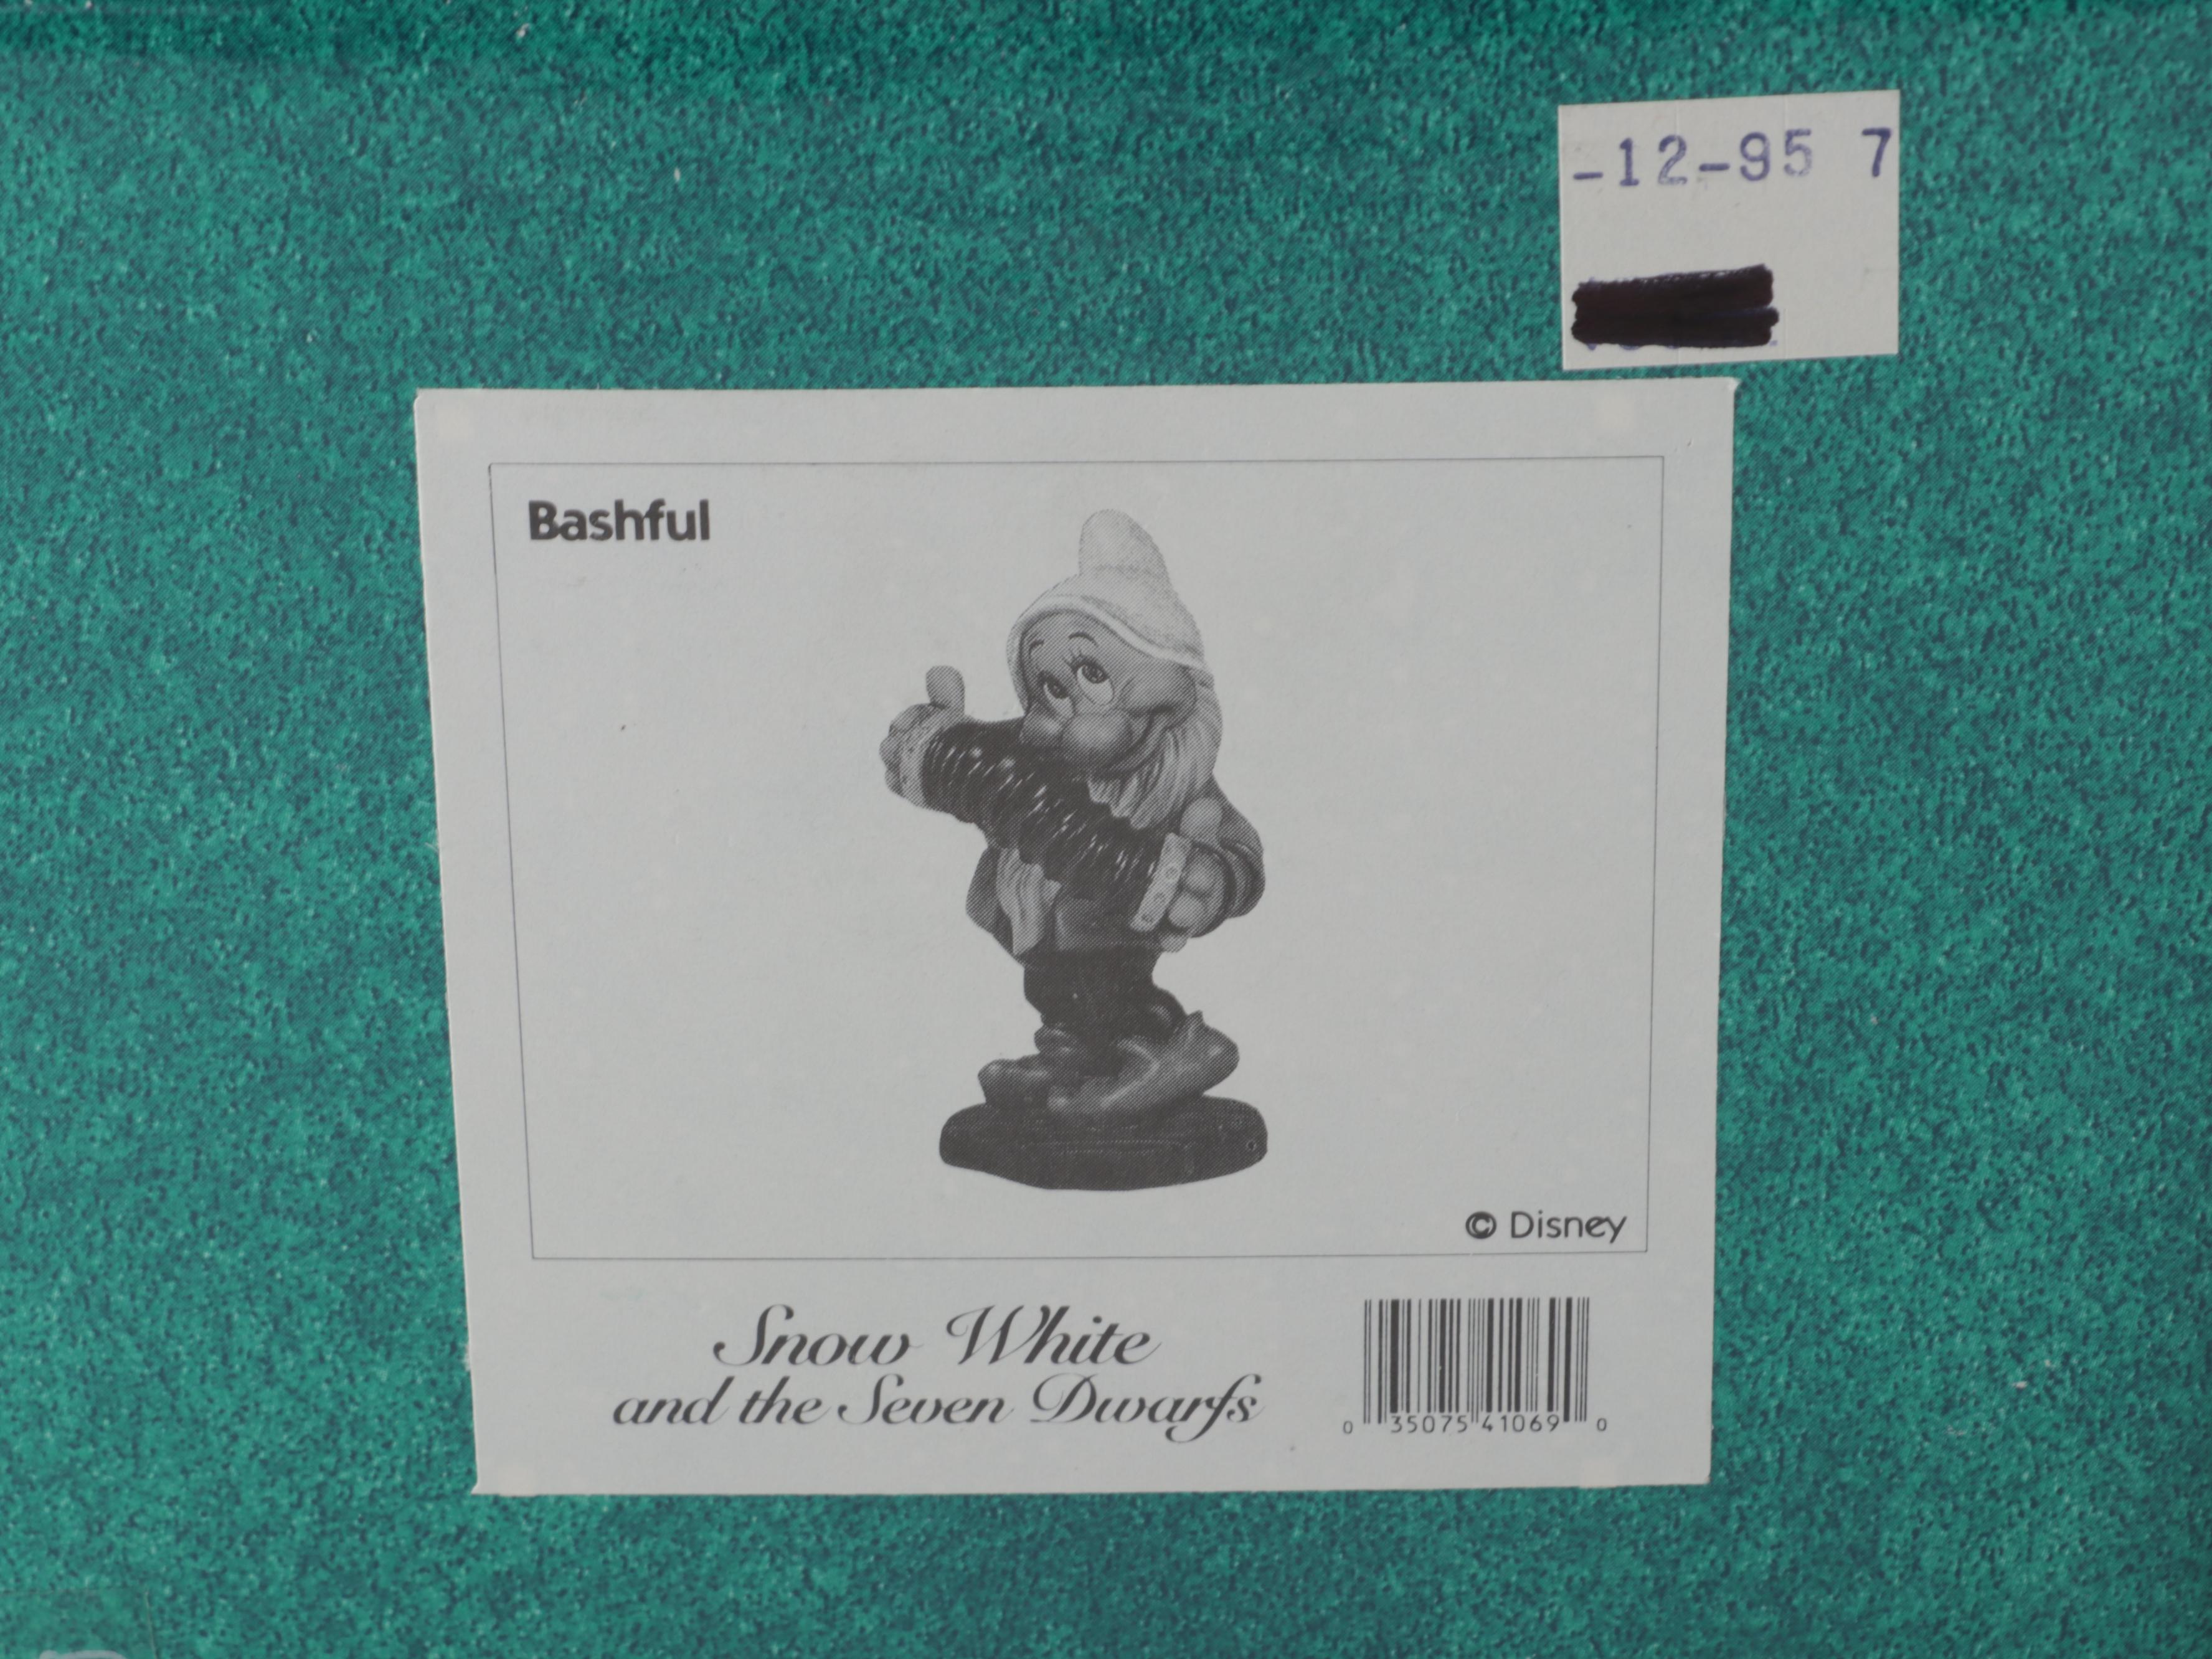 -12-95 7
Bashful
© Disney
Snow White
and the Seven Dwarfs
0 35075 41069 0